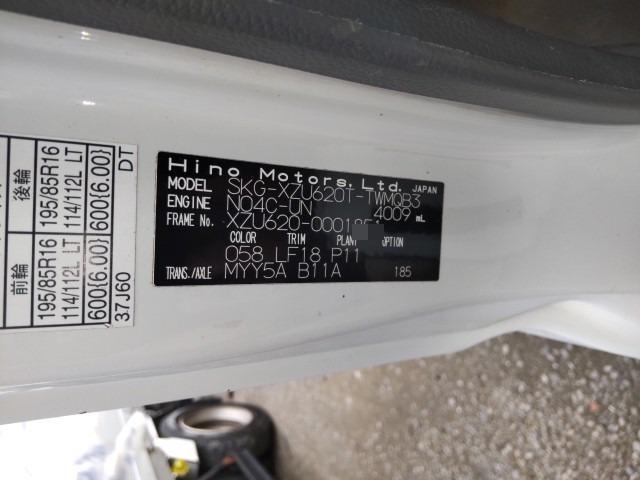 Hino Motors, Ltd. JAPAN
MODEL SKG-XZU620T-TWMQB3
ENGINE N04C-UN 4009 mL
FRAME No. XZU620-0001
COLOR TRIM PLANT OPTION
058 LF18 P11
TRANS./AXLE MYY5A B11A 185
前輪 後輪
195/85R16 195/85R16
114/112L LT 114/112L LT
600{6.00} 600{6.00}
37J60 DT